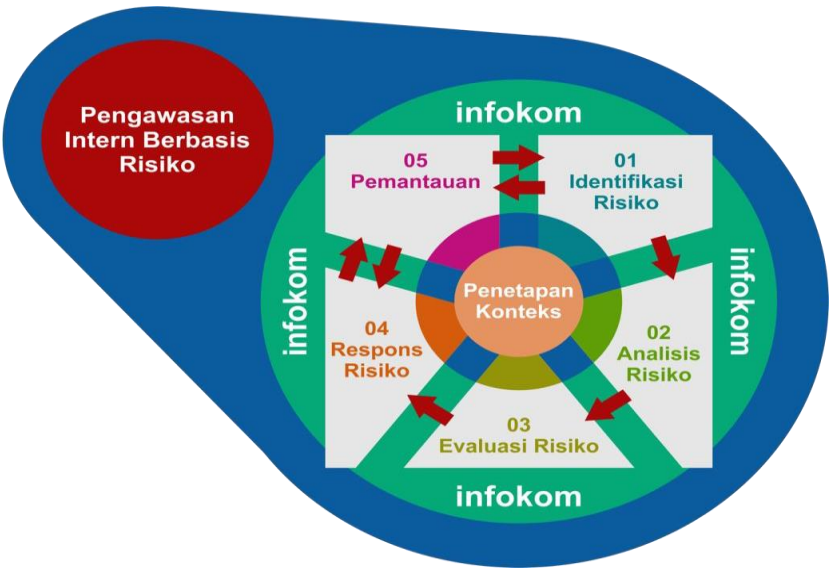 Pengawasan
Intern Berbasis
Risiko
infokom
05
Pemantauan
01
Identifikasi
Risiko
infokom
Penetapan
Konteks
infokom
04
Respons
Risiko
02
Analisis
Risiko
03
Evaluasi Risiko
infokom